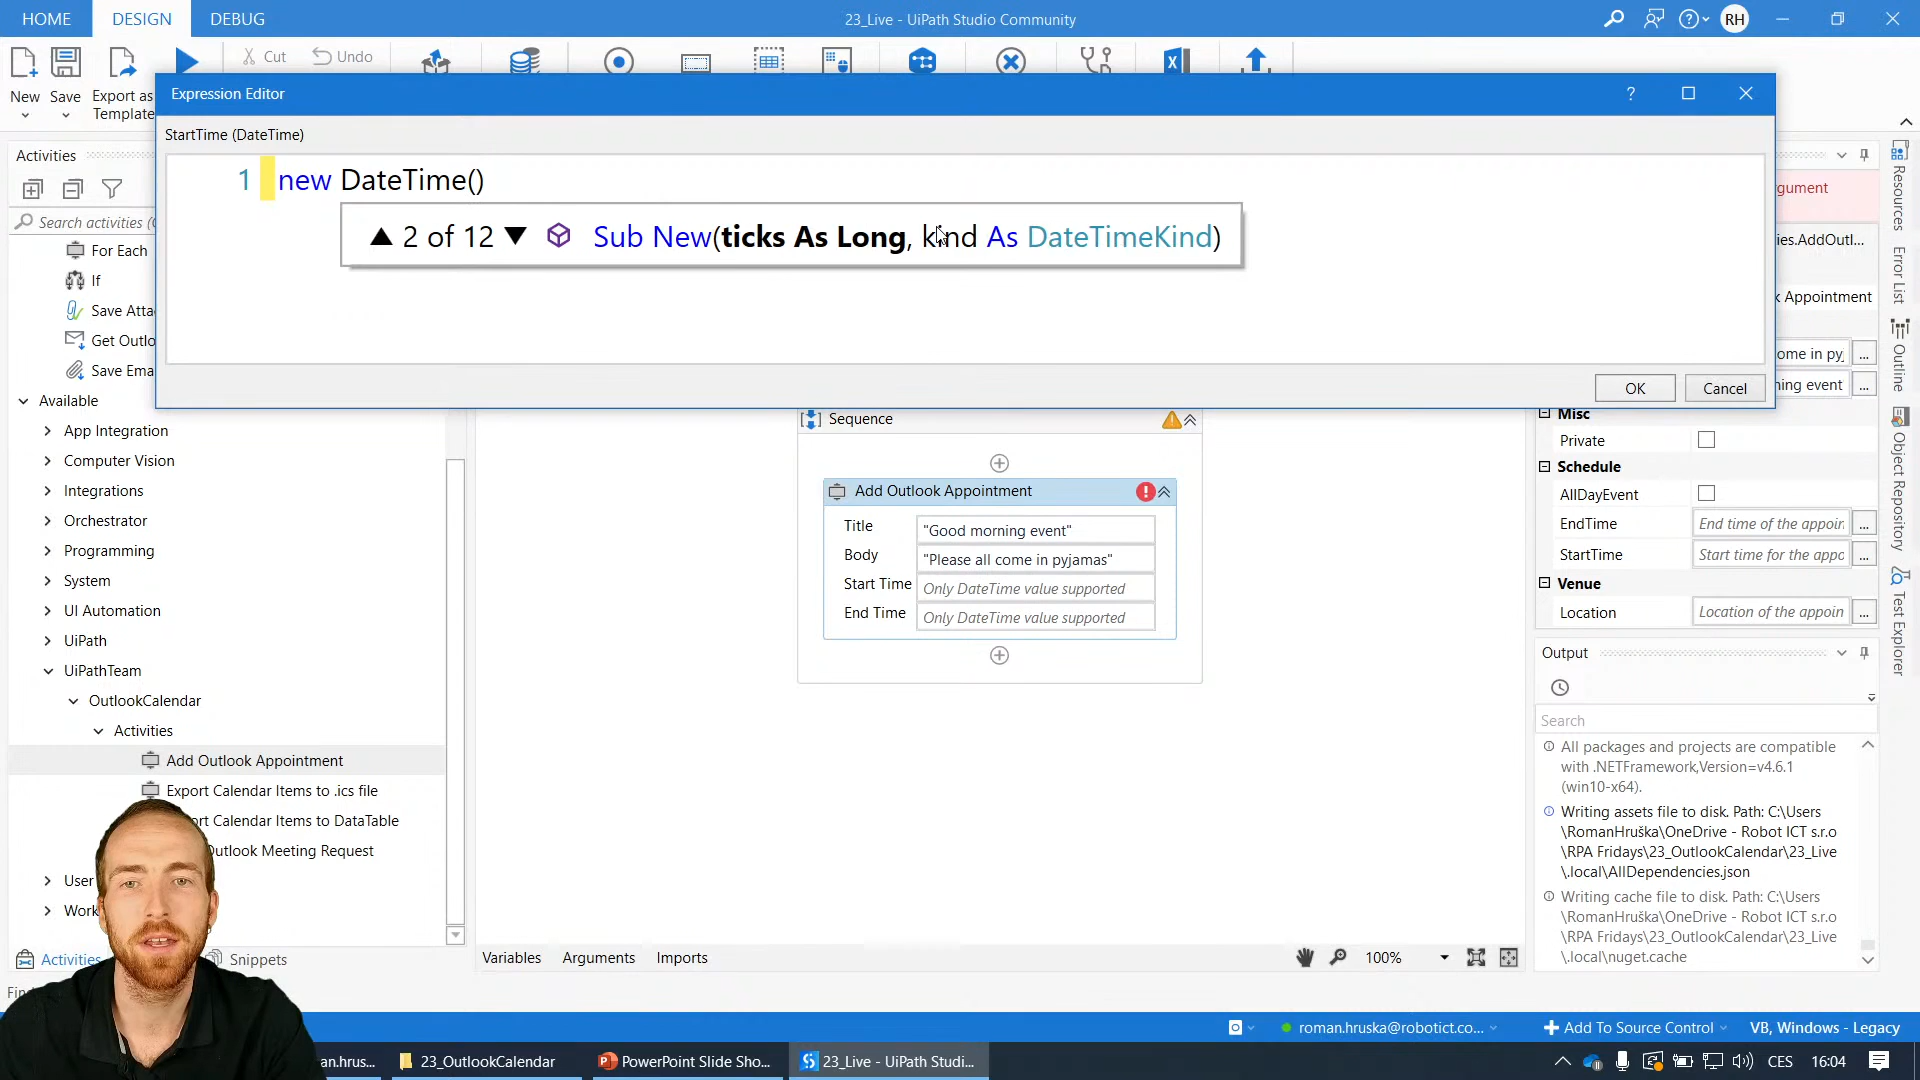 HOME DESIGN DEBUG
23_Live - UiPath Studio Community
RH
Cut Undo
New Save Export as Template
Expression Editor
StartTime (DateTime)
1 new DateTime()
2 of 12 Sub New(ticks As Long, kind As DateTimeKind)
OK Cancel
Activities
Search activities (
For Each
If
Save Attac
Get Outlo
Save Ema
Available
App Integration
Computer Vision
Integrations
Orchestrator
Programming
System
UI Automation
UiPath
UiPathTeam
OutlookCalendar
Activities
Add Outlook Appointment
Export Calendar Items to .ics file
rt Calendar Items to DataTable
utlook Meeting Request
User
Work
Activities Snippets
Sequence
Add Outlook Appointment
Title "Good morning event"
Body "Please all come in pyjamas"
Start Time Only DateTime value supported
End Time Only DateTime value supported
Variables Arguments Imports
100%
gument
ies.AddOutl...
k Appointment
ome in pyj ...
ning event ...
Misc
Private
Schedule
AllDayEvent
EndTime End time of the appoin ...
StartTime Start time for the appo ...
Venue
Location Location of the appoin ...
Output
Search
All packages and projects are compatible
with .NETFramework,Version=v4.6.1
(win10-x64).
Writing assets file to disk. Path: C:\Users
\RomanHruška\OneDrive - Robot ICT s.r.o
\RPA Fridays\23_OutlookCalendar\23_Live
\.local\AllDependencies.json
Writing cache file to disk. Path: C:\Users
\RomanHruška\OneDrive - Robot ICT s.r.o
\RPA Fridays\23_OutlookCalendar\23_Live
\.local\nuget.cache
Resources
Error List
Outline
Object Repository
Test Explorer
roman.hruska@robotict.co... Add To Source Control VB, Windows - Legacy
an.hrus... 23_OutlookCalendar PowerPoint Slide Sho... 23_Live - UiPath Studi... CES 16:04